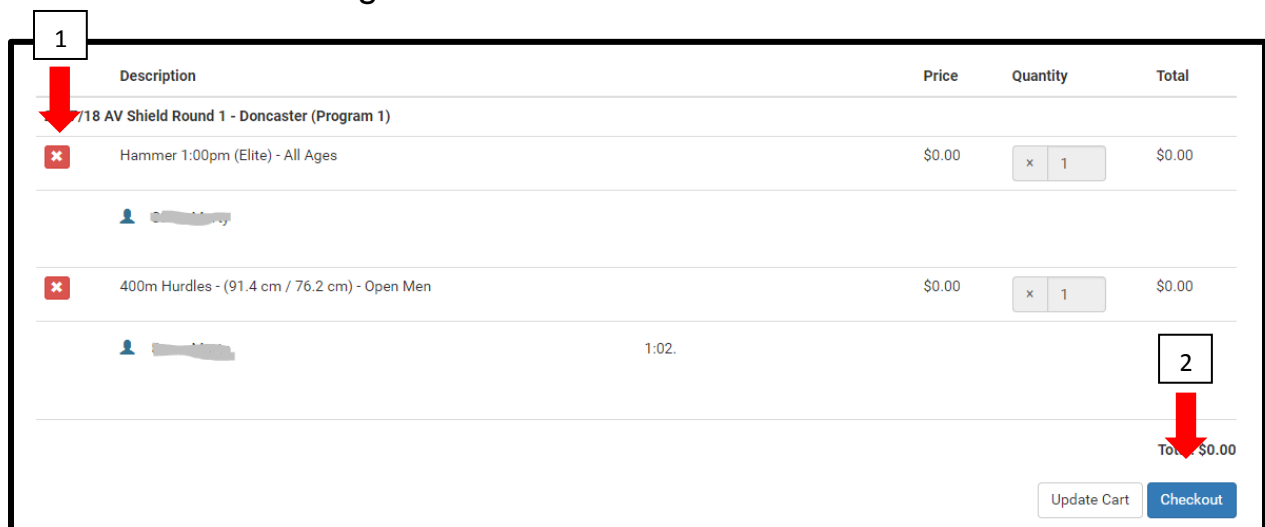 1
Description Price Quantity Total
/18 AV Shield Round 1 - Doncaster (Program 1)
Hammer 1:00pm (Elite) - All Ages $0.00 × 1 $0.00
400m Hurdles - (91.4 cm / 76.2 cm) - Open Men $0.00 × 1 $0.00
1:02.
2
$0.00
Update Cart Checkout